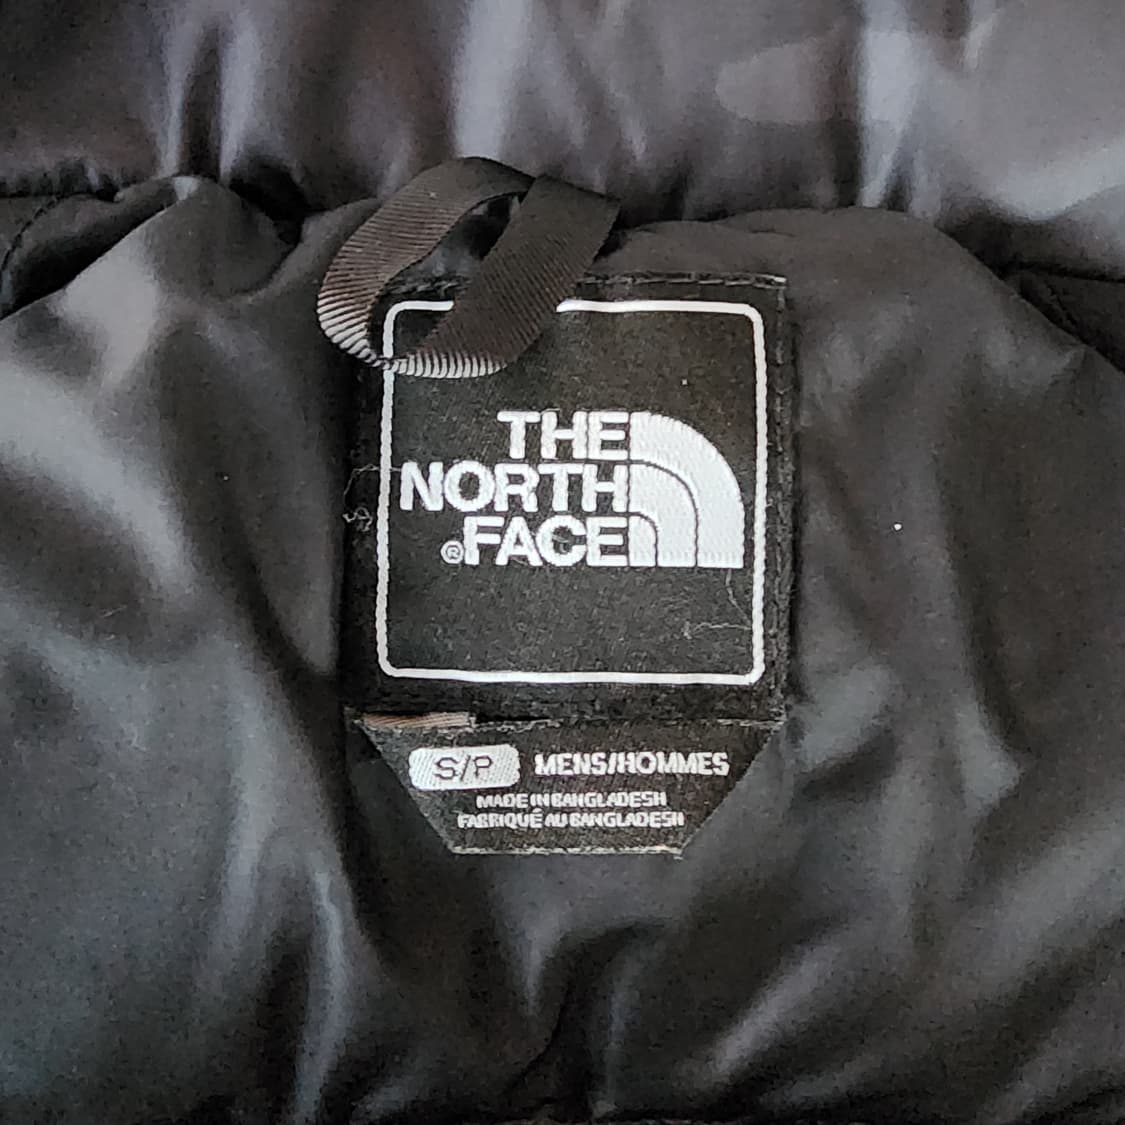 THE
NORTH
®FACE
S/P MENS/HOMMES
MADE IN BANGLADESH
FABRIQUÉ AU BANGLADESH